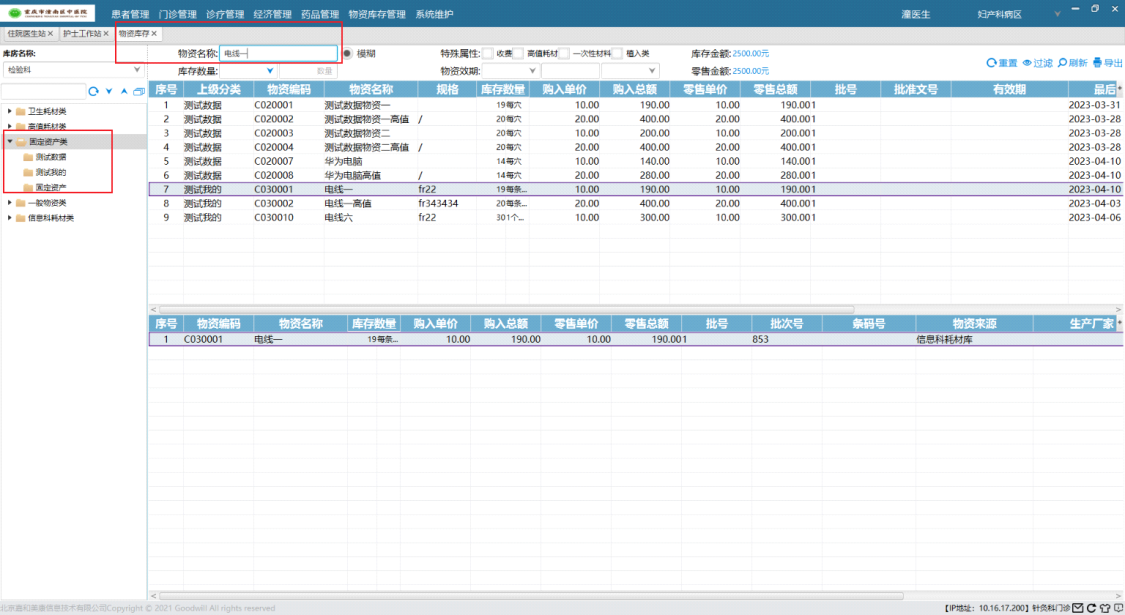 重庆市潼南区中医院 患者管理 门诊管理 诊疗管理 经济管理 药品管理 物资库存管理 系统维护 潼医生 妇产科病区
住院医生站 × 护士工作站 × 物资库存 ×
库房名称: 物资名称: 电线一 模糊 特殊属性: 收费 高值耗材 一次性材料 植入类 库存金额: 2500.00元
检验科 库存数量: 数量 物资效期: 零售金额: 2500.00元 重置 过滤 刷新 导出
卫生耗材类
高值耗材类
固定资产类
测试数据
测试我的
固定资产
一般物资类
信息科耗材类
序号 上级分类 物资编码 物资名称 规格 库存数量 购入单价 购入总额 零售单价 零售总额 批号 批准文号 有效期 最后
1 测试数据 C020001 测试数据物资一 19每穴 10.00 190.00 10.00 190.001 2023-03-31
2 测试数据 C020002 测试数据物资一高值 / 20每穴 20.00 400.00 20.00 400.001 2023-03-28
3 测试数据 C020003 测试数据物资二 20每穴 10.00 200.00 10.00 200.001 2023-03-28
4 测试数据 C020004 测试数据物资二高值 / 20每穴 20.00 400.00 20.00 400.001 2023-03-28
5 测试数据 C020007 华为电脑 14每穴 10.00 140.00 10.00 140.001 2023-04-10
6 测试数据 C020008 华为电脑高值 / 14每穴 20.00 280.00 20.00 280.001 2023-04-10
7 测试我的 C030001 电线一 fr22 19每条... 10.00 190.00 10.00 190.001 2023-04-10
8 测试我的 C030002 电线一高值 fr343434 20每条... 20.00 400.00 20.00 400.001 2023-04-03
9 测试我的 C030010 电线六 fr22 301个... 10.00 300.00 10.00 300.001 2023-04-06
序号 物资编码 物资名称 库存数量 购入单价 购入总额 零售单价 零售总额 批号 批次号 条码号 物资来源 生产厂家
1 C030001 电线一 19每条... 10.00 190.00 10.00 190.001 853 信息科耗材库
北京嘉和美康信息技术有限公司Copyright © 2021 Goodwill All rights reserved 【IP地址: 10.16.17.200】 针灸科门诊